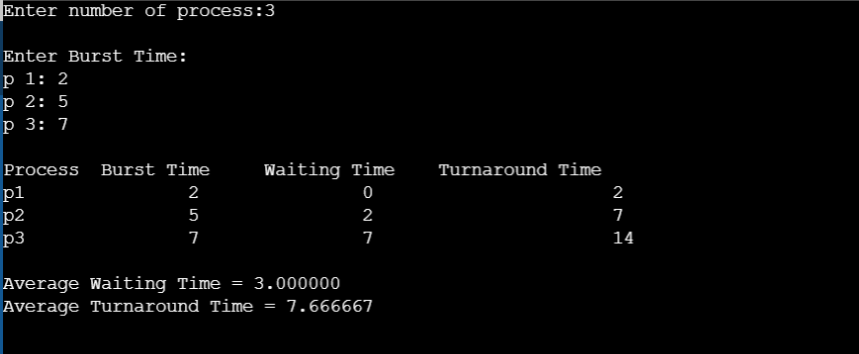 Enter number of process:3
Enter Burst Time:
p 1: 2
p 2: 5
p 3: 7
Process  Burst Time     Waiting Time    Turnaround Time
p1               2               0                      2
p2               5               2                      7
p3               7               7                      14
Average Waiting Time = 3.000000
Average Turnaround Time = 7.666667